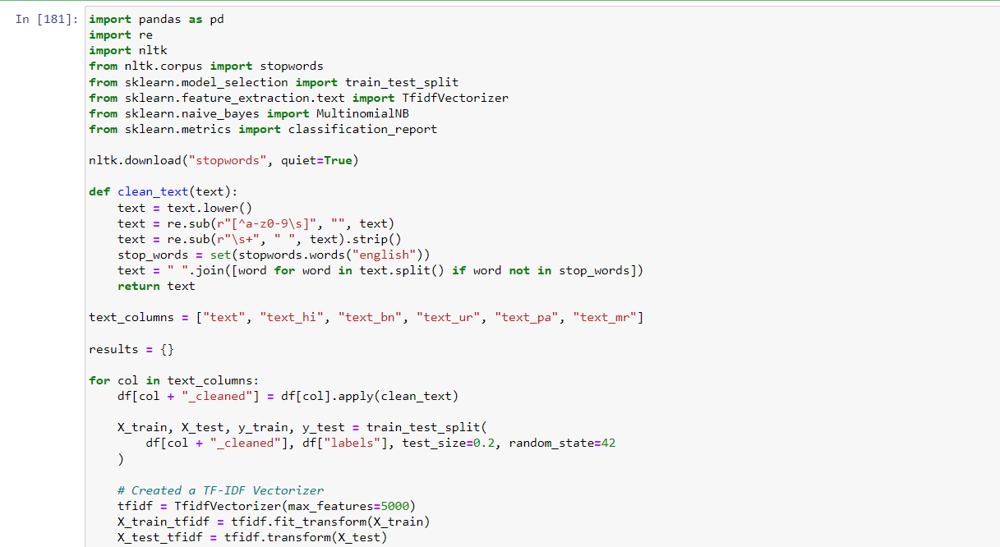 In [181]: import pandas as pd
import re
import nltk
from nltk.corpus import stopwords
from sklearn.model_selection import train_test_split
from sklearn.feature_extraction.text import TfidfVectorizer
from sklearn.naive_bayes import MultinomialNB
from sklearn.metrics import classification_report

nltk.download("stopwords", quiet=True)

def clean_text(text):
    text = text.lower()
    text = re.sub(r"[^a-z0-9\s]", "", text)
    text = re.sub(r"\s+", " ", text).strip()
    stop_words = set(stopwords.words("english"))
    text = " ".join([word for word in text.split() if word not in stop_words])
    return text

text_columns = ["text", "text_hi", "text_bn", "text_ur", "text_pa", "text_mr"]

results = {}

for col in text_columns:
    df[col + "_cleaned"] = df[col].apply(clean_text)

    X_train, X_test, y_train, y_test = train_test_split(
        df[col + "_cleaned"], df["labels"], test_size=0.2, random_state=42
    )

    # Created a TF-IDF Vectorizer
    tfidf = TfidfVectorizer(max_features=5000)
    X_train_tfidf = tfidf.fit_transform(X_train)
    X_test_tfidf = tfidf.transform(X_test)